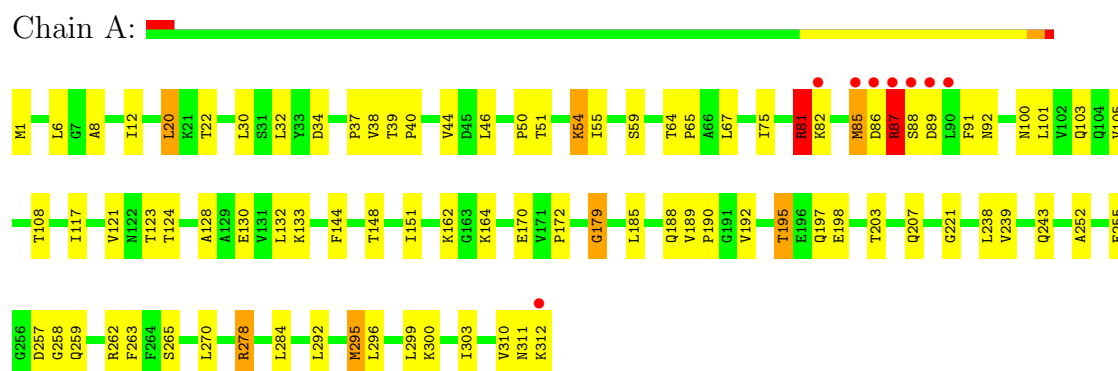 Chain A:
M1 L6 G7 A8 I12 L20 K21 T22 L30 S31 L32 Y33 D34 P37 V38 T39 P40 V44 D45 L46 P50 T51 K54 I55 S59 T64 P65 A66 L67 I75 R81 K82 M85 D86 R87 S88 D89 L90 F91 N92 N100 L101 V102 Q103 Q104 V105
T108 I117 V121 N122 T123 T124 A128 A129 E130 V131 L132 K133 F144 T148 I151 K162 G163 K164 E170 V171 P172 G179 L185 Q188 V189 P190 G191 V192 T195 E196 Q197 E198 T203 Q207 G221 L238 V239 Q243 A252
G256 D257 G258 Q259 R262 F263 F264 S265 L270 R278 L284 L292 M295 L296 L299 K300 I303 V310 N311 K312